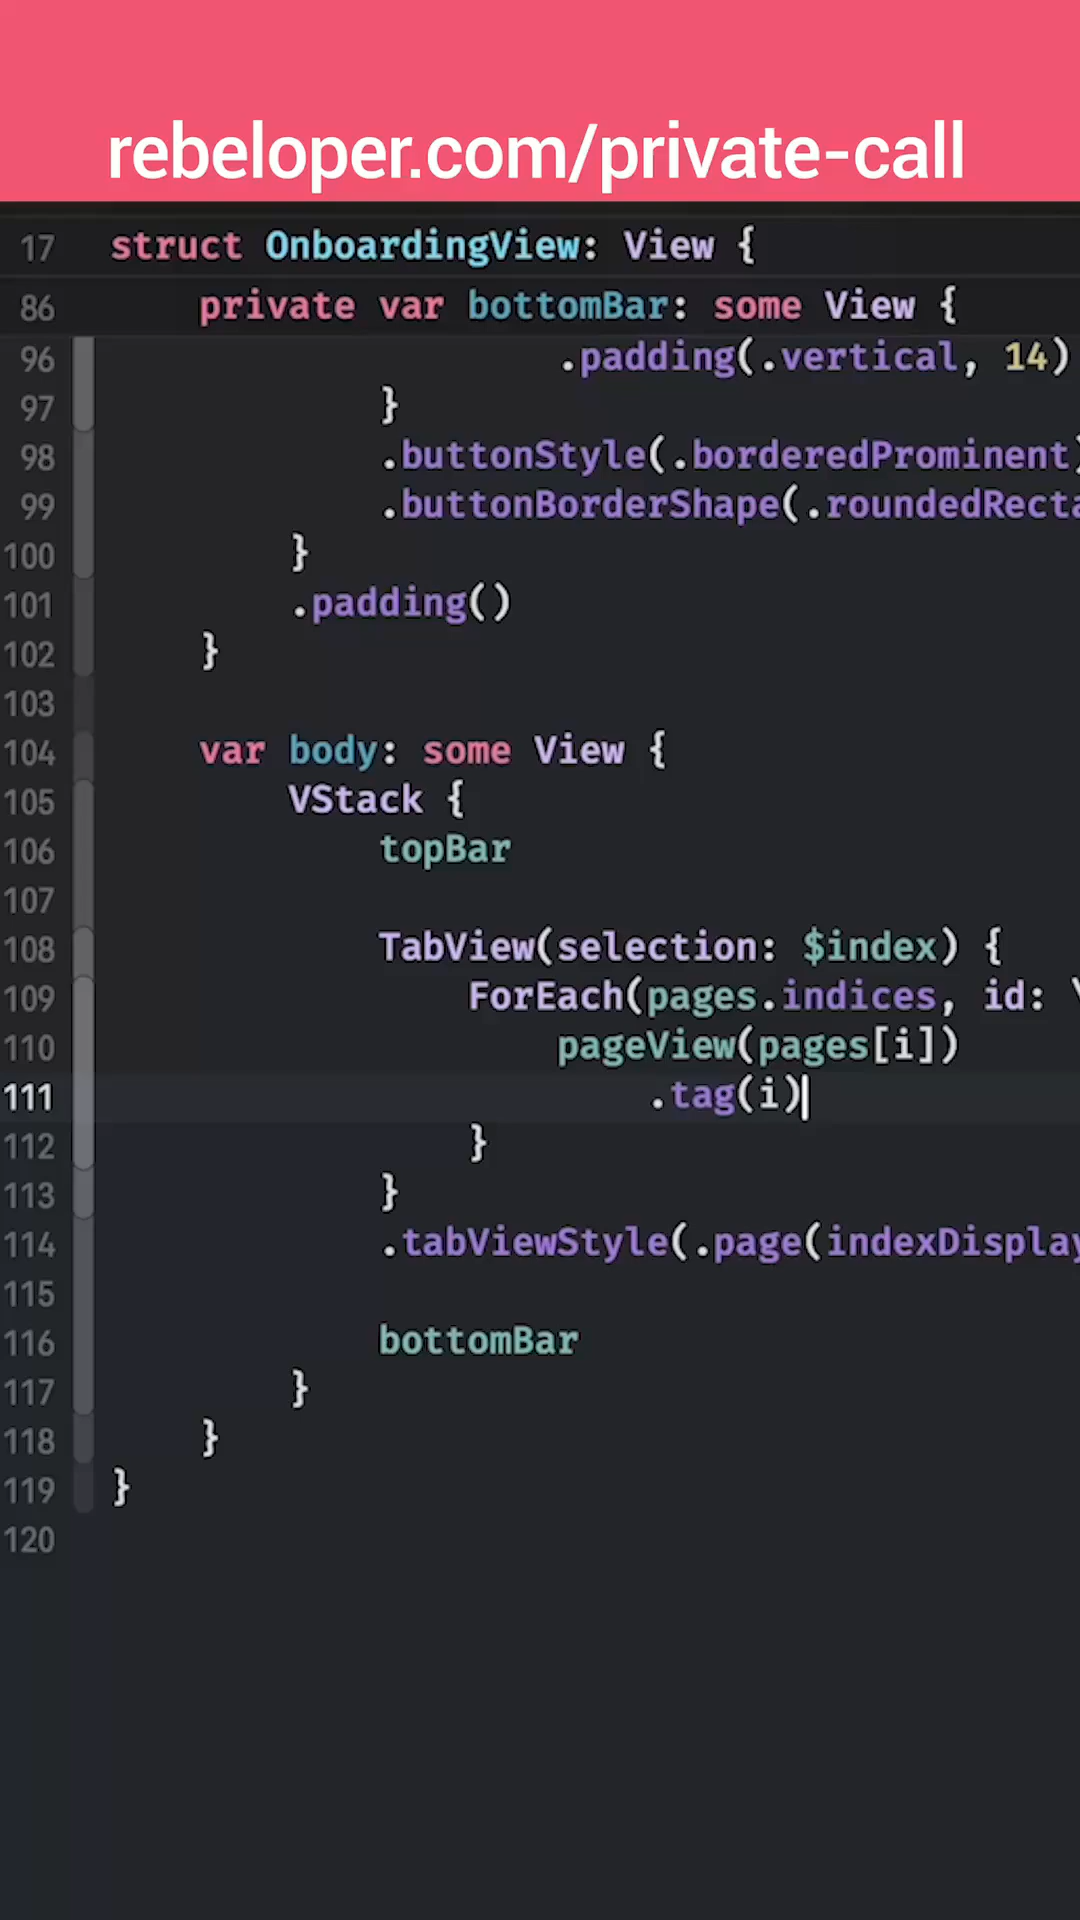 rebeloper.com/private-call
17 struct OnboardingView: View {
86 private var bottomBar: some View {
96 .padding(.vertical, 14)
97 }
98 .buttonStyle(.borderedProminent)
99 .buttonBorderShape(.roundedRecta
100 }
101 .padding()
102 }
103
104 var body: some View {
105 VStack {
106 topBar
107
108 TabView(selection: $index) {
109 ForEach(pages.indices, id: \
110 pageView(pages[i])
111 .tag(i)
112 }
113 }
114 .tabViewStyle(.page(indexDisplay
115
116 bottomBar
117 }
118 }
119 }
120